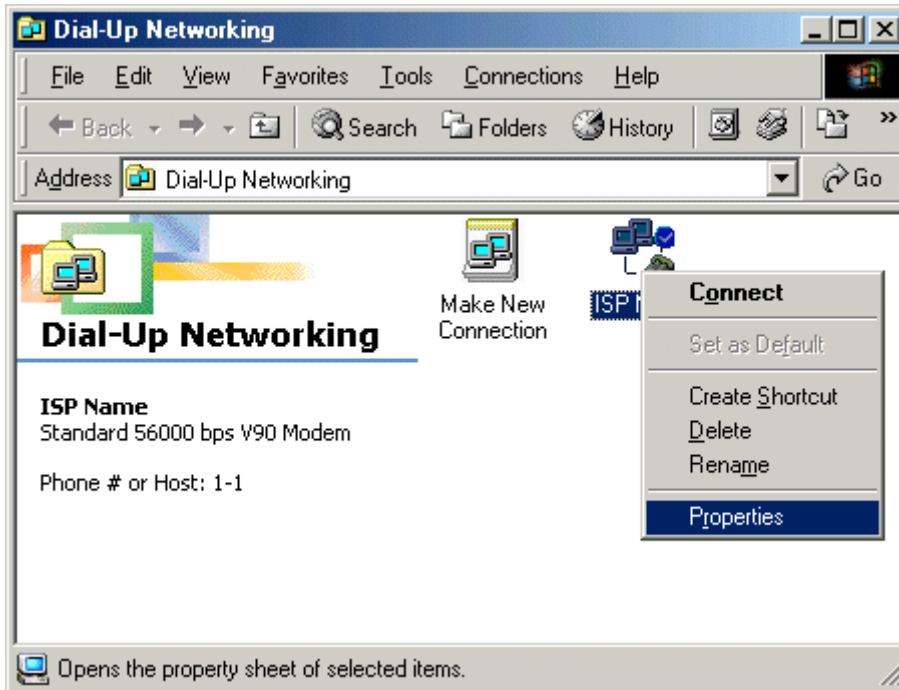 Dial-Up Networking
File Edit View Favorites Tools Connections Help
Back Search Folders History »
Address Dial-Up Networking Go
Dial-Up Networking
ISP Name
Standard 56000 bps V90 Modem
Phone # or Host: 1-1
Make New
Connection
ISP
Connect
Set as Default
Create Shortcut
Delete
Rename
Properties
Opens the property sheet of selected items.